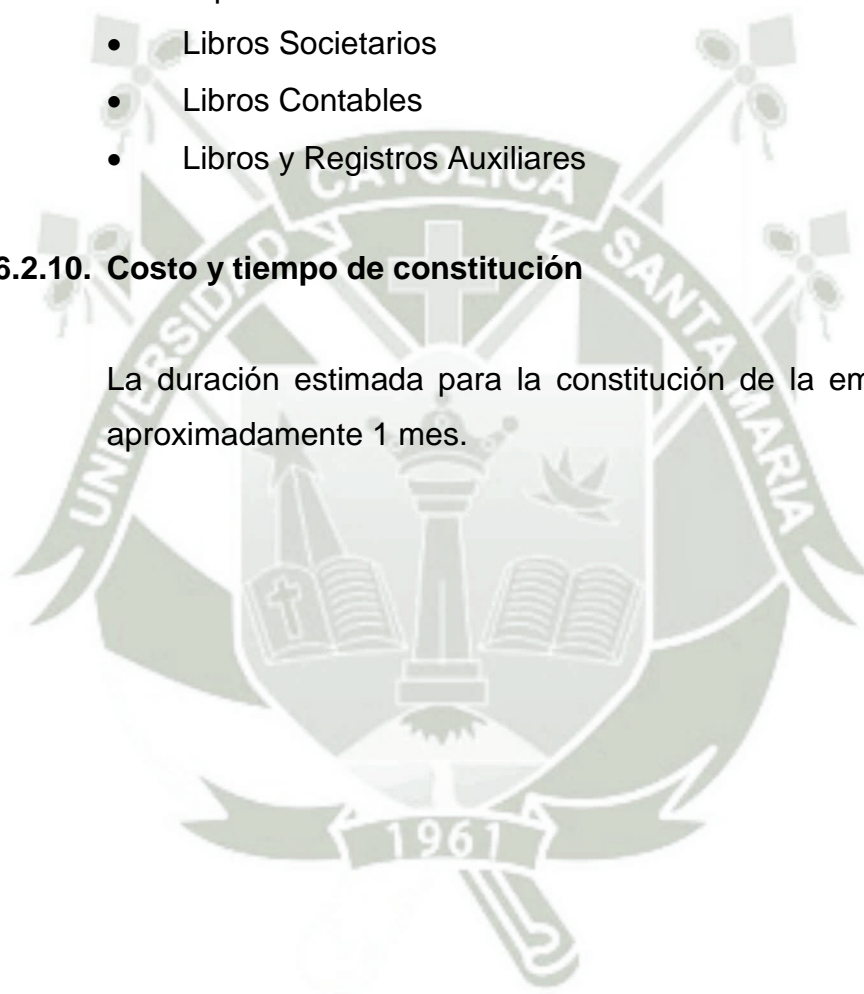 • Libros Societarios
• Libros Contables
• Libros y Registros Auxiliares
6.2.10. Costo y tiempo de constitución
La duración estimada para la constitución de la
aproximadamente 1 mes.
UNIVERSIDAD CATOLICA SANTA MARIA
1961